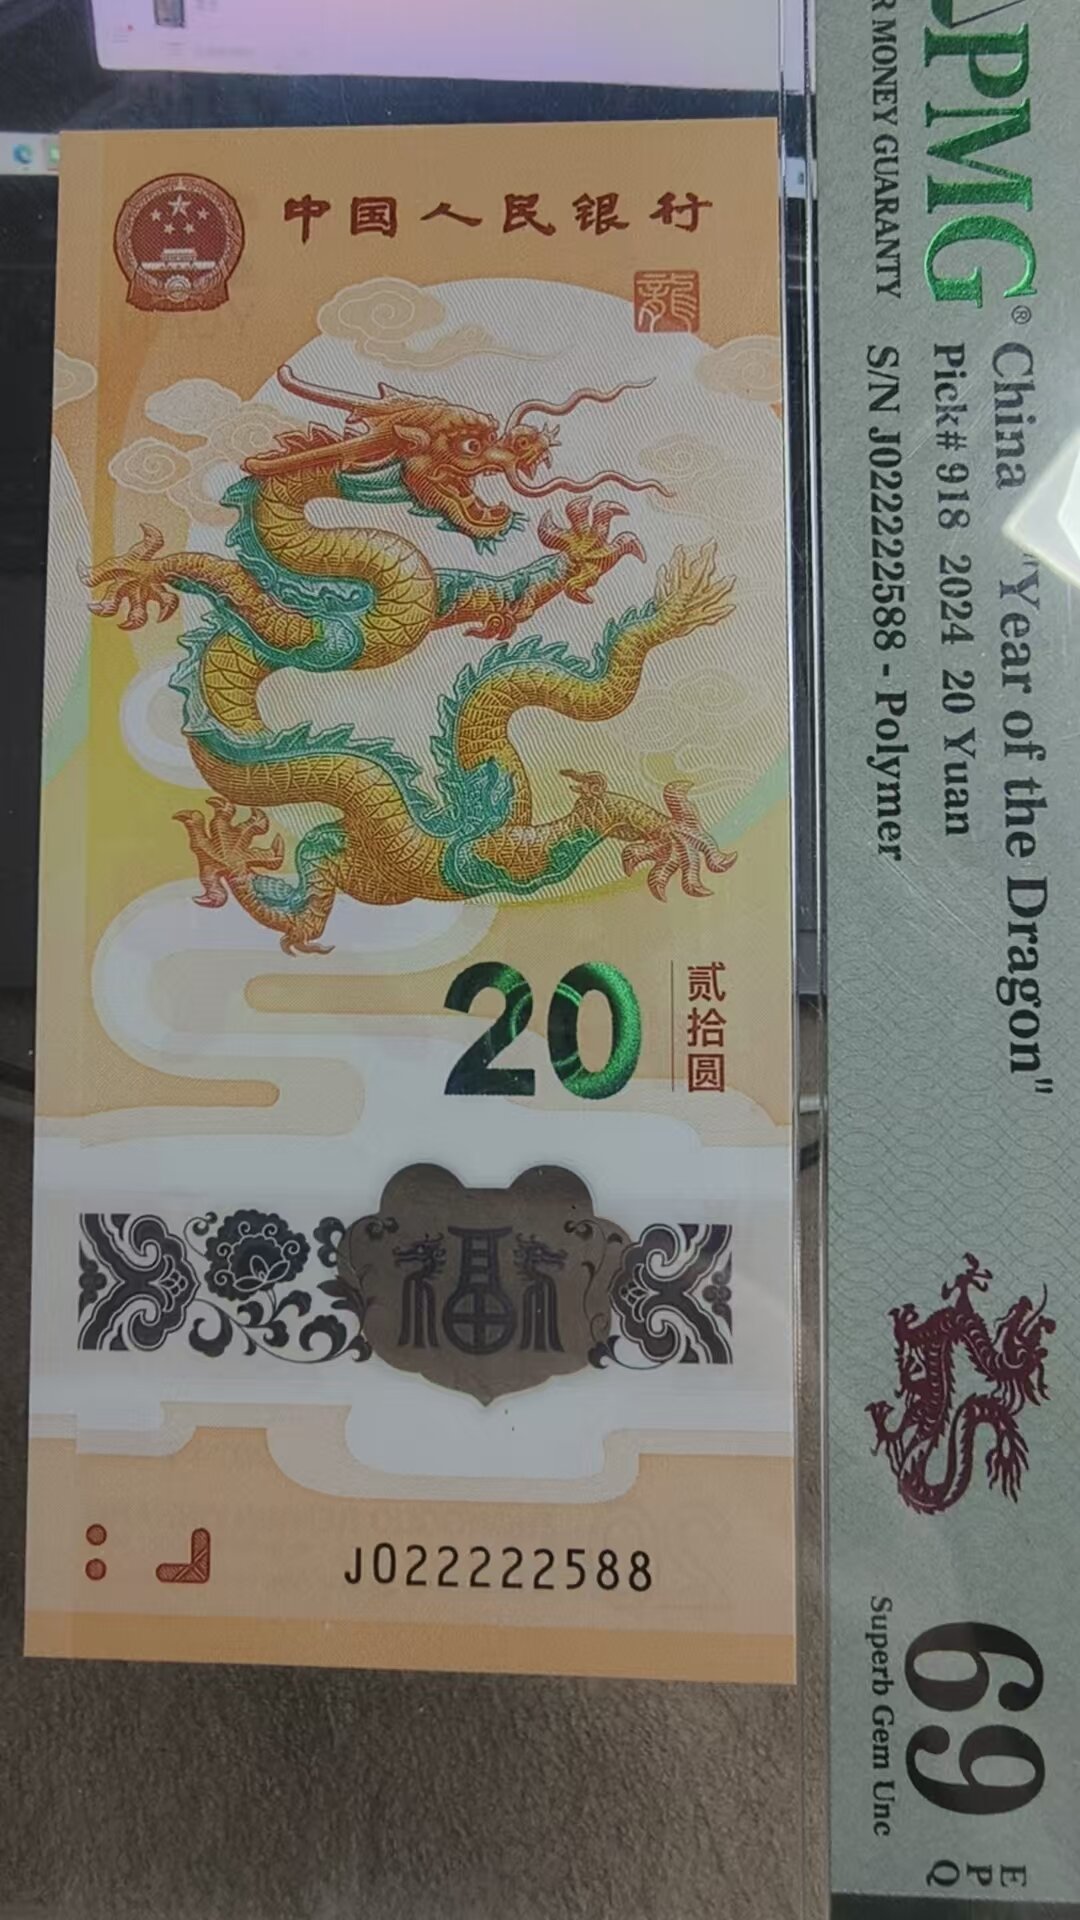 中国人民银行
龍
20
贰拾圆
福
J022222588
PMG
R MONEY GUARANTY
China "Year of the Dragon"
Pick# 918 2024 20 Yuan
S/N J022222588 - Polymer
69
EPQ
Superb Gem Unc